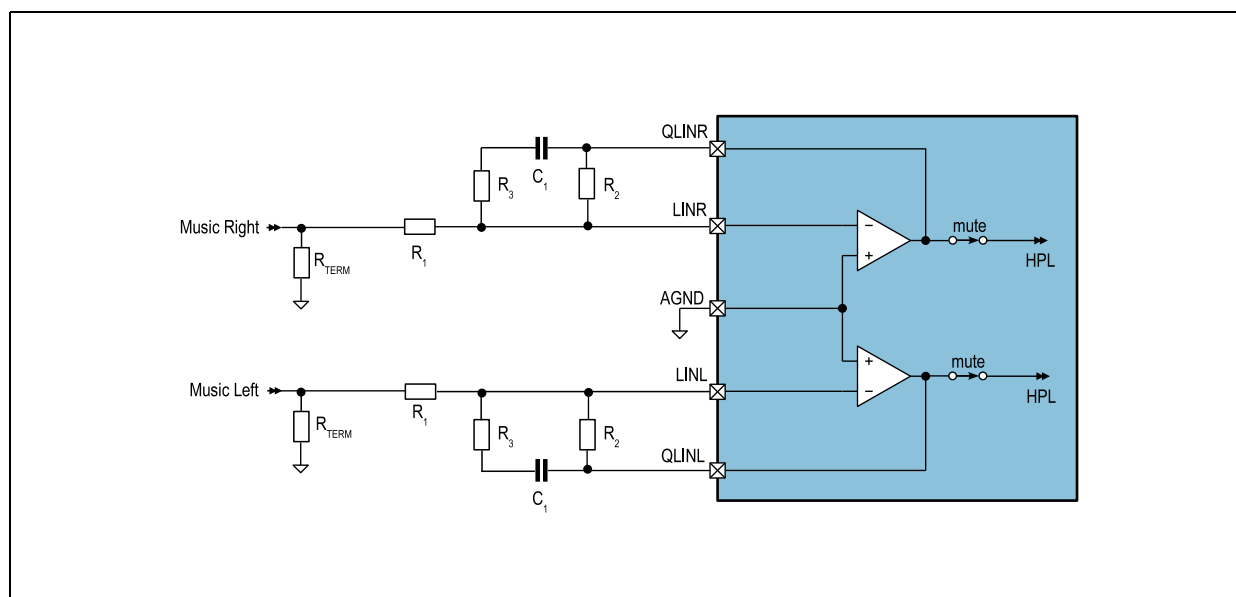 QLINR
C1
R3
R2
LINR
mute
Music Right
R1
HPL
RTERM
AGND
LINL
mute
Music Left
R1
HPL
RTERM
R3
R2
QLINL
C1